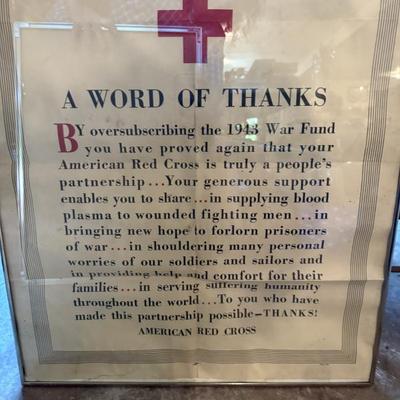 A WORD OF THANKS
BY oversubscribing the 1943 War Fund
you have proved again that your
American Red Cross is truly a people's
partnership...Your generous support
enables you to share...in supplying blood
plasma to wounded fighting men...in
bringing new hope to forlorn prisoners
of war...in shouldering many personal
worries of our soldiers and sailors and
in providing help and comfort for their
families...in serving suffering humanity
throughout the world...To you who have
made this partnership possible—THANKS!
AMERICAN RED CROSS